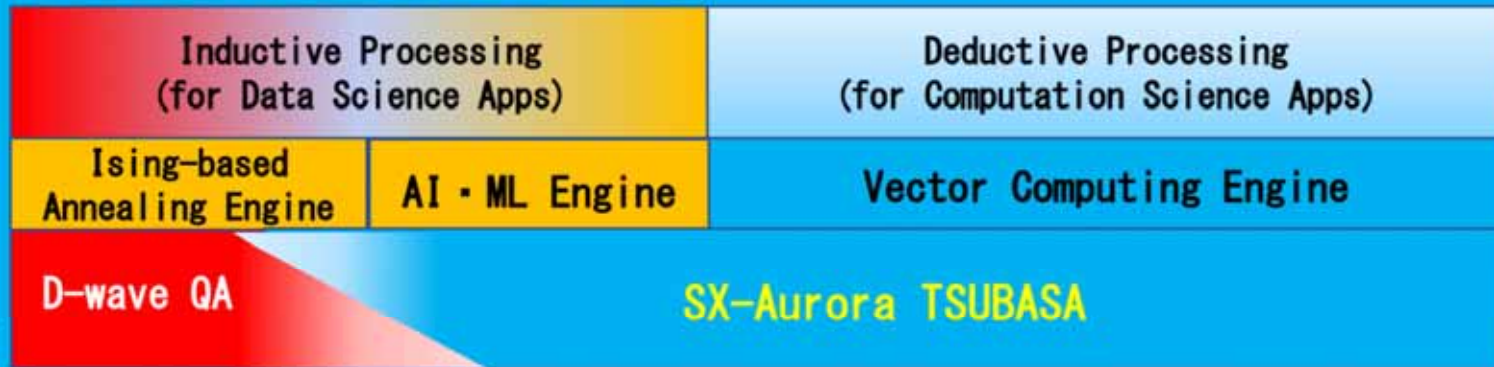 Inductive Processing
(for Data Science Apps)
Deductive Processing
(for Computation Science Apps)
Ising-based
Annealing Engine
AI・ML Engine
Vector Computing Engine
D-wave QA
SX-Aurora TSUBASA